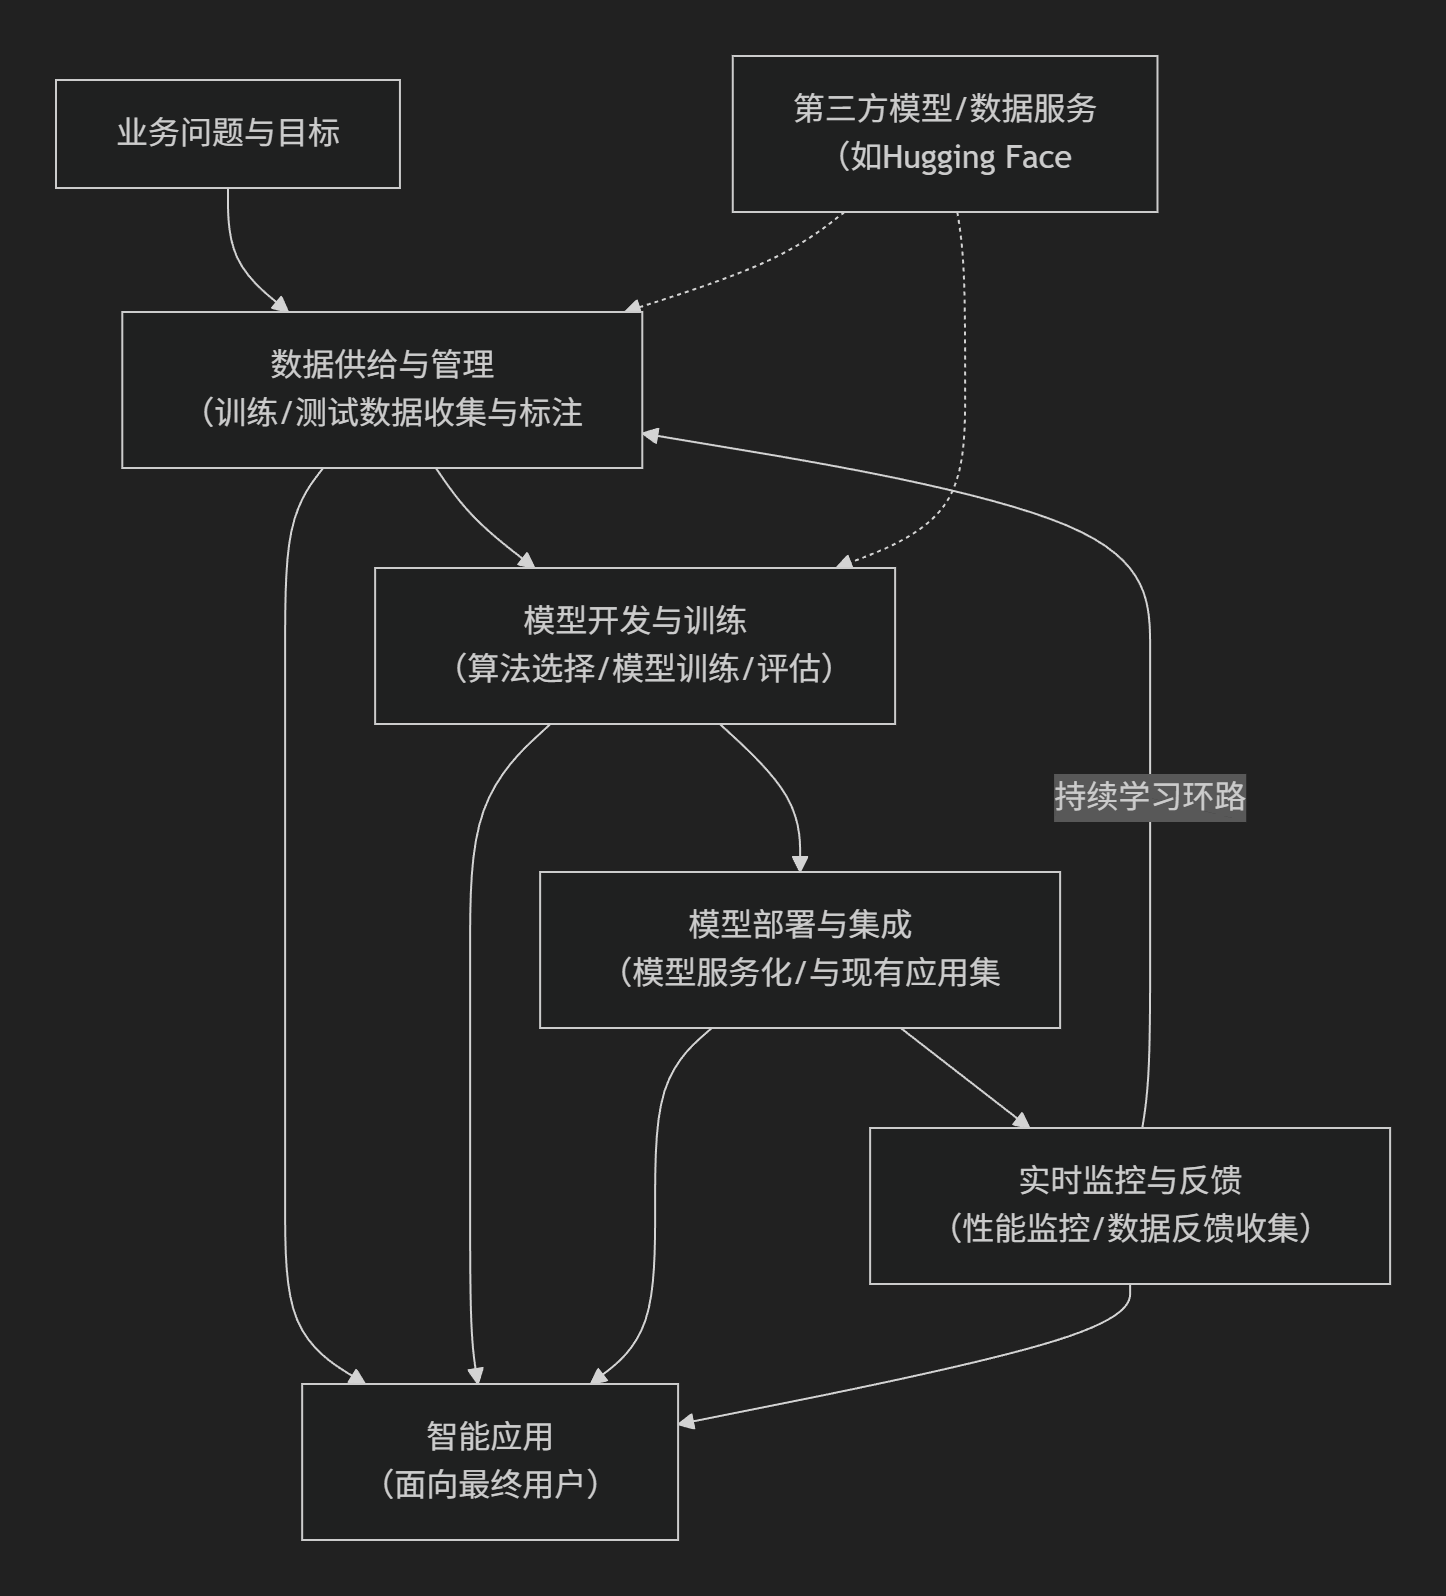 业务问题与目标
第三方模型/数据服务
（如Hugging Face
数据供给与管理
（训练/测试数据收集与标注
模型开发与训练
（算法选择/模型训练/评估）
持续学习环路
模型部署与集成
（模型服务化/与现有应用集
实时监控与反馈
（性能监控/数据反馈收集）
智能应用
（面向最终用户）